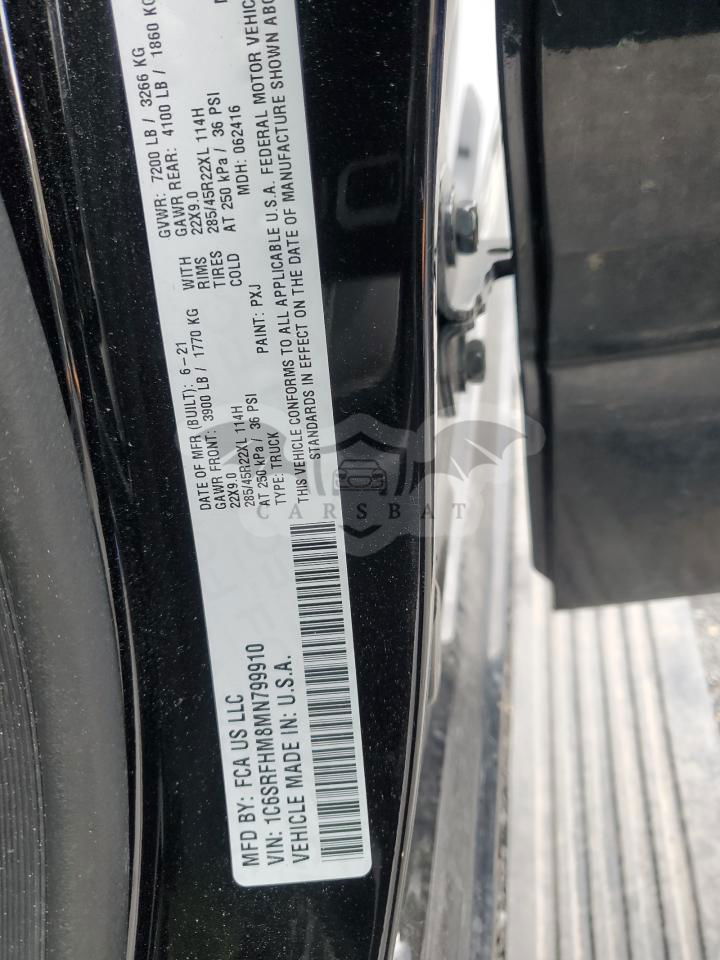 MFD BY: FCA US LLC
VIN: 1C6SRFHM8MN799910
VEHICLE MADE IN: U.S.A.
DATE OF MFR (BUILT): 6-21 GVWR: 7200 LB / 3266 KG
GAWR FRONT: 3900 LB / 1770 KG WITH GAWR REAR: 4100 LB / 1860 KG
22X9.0 RIMS 22X9.0
285/45R22XL 114H TIRES 285/45R22XL 114H
AT 250 kPa / 36 PSI COLD AT 250 kPa / 36 PSI
TYPE: TRUCK PAINT: PXJ MDH: 062416
THIS VEHICLE CONFORMS TO ALL APPLICABLE U.S.A. FEDERAL MOTOR
STANDARDS IN EFFECT ON THE DATE OF MANUFACTURE SHOWN
CARSBAT